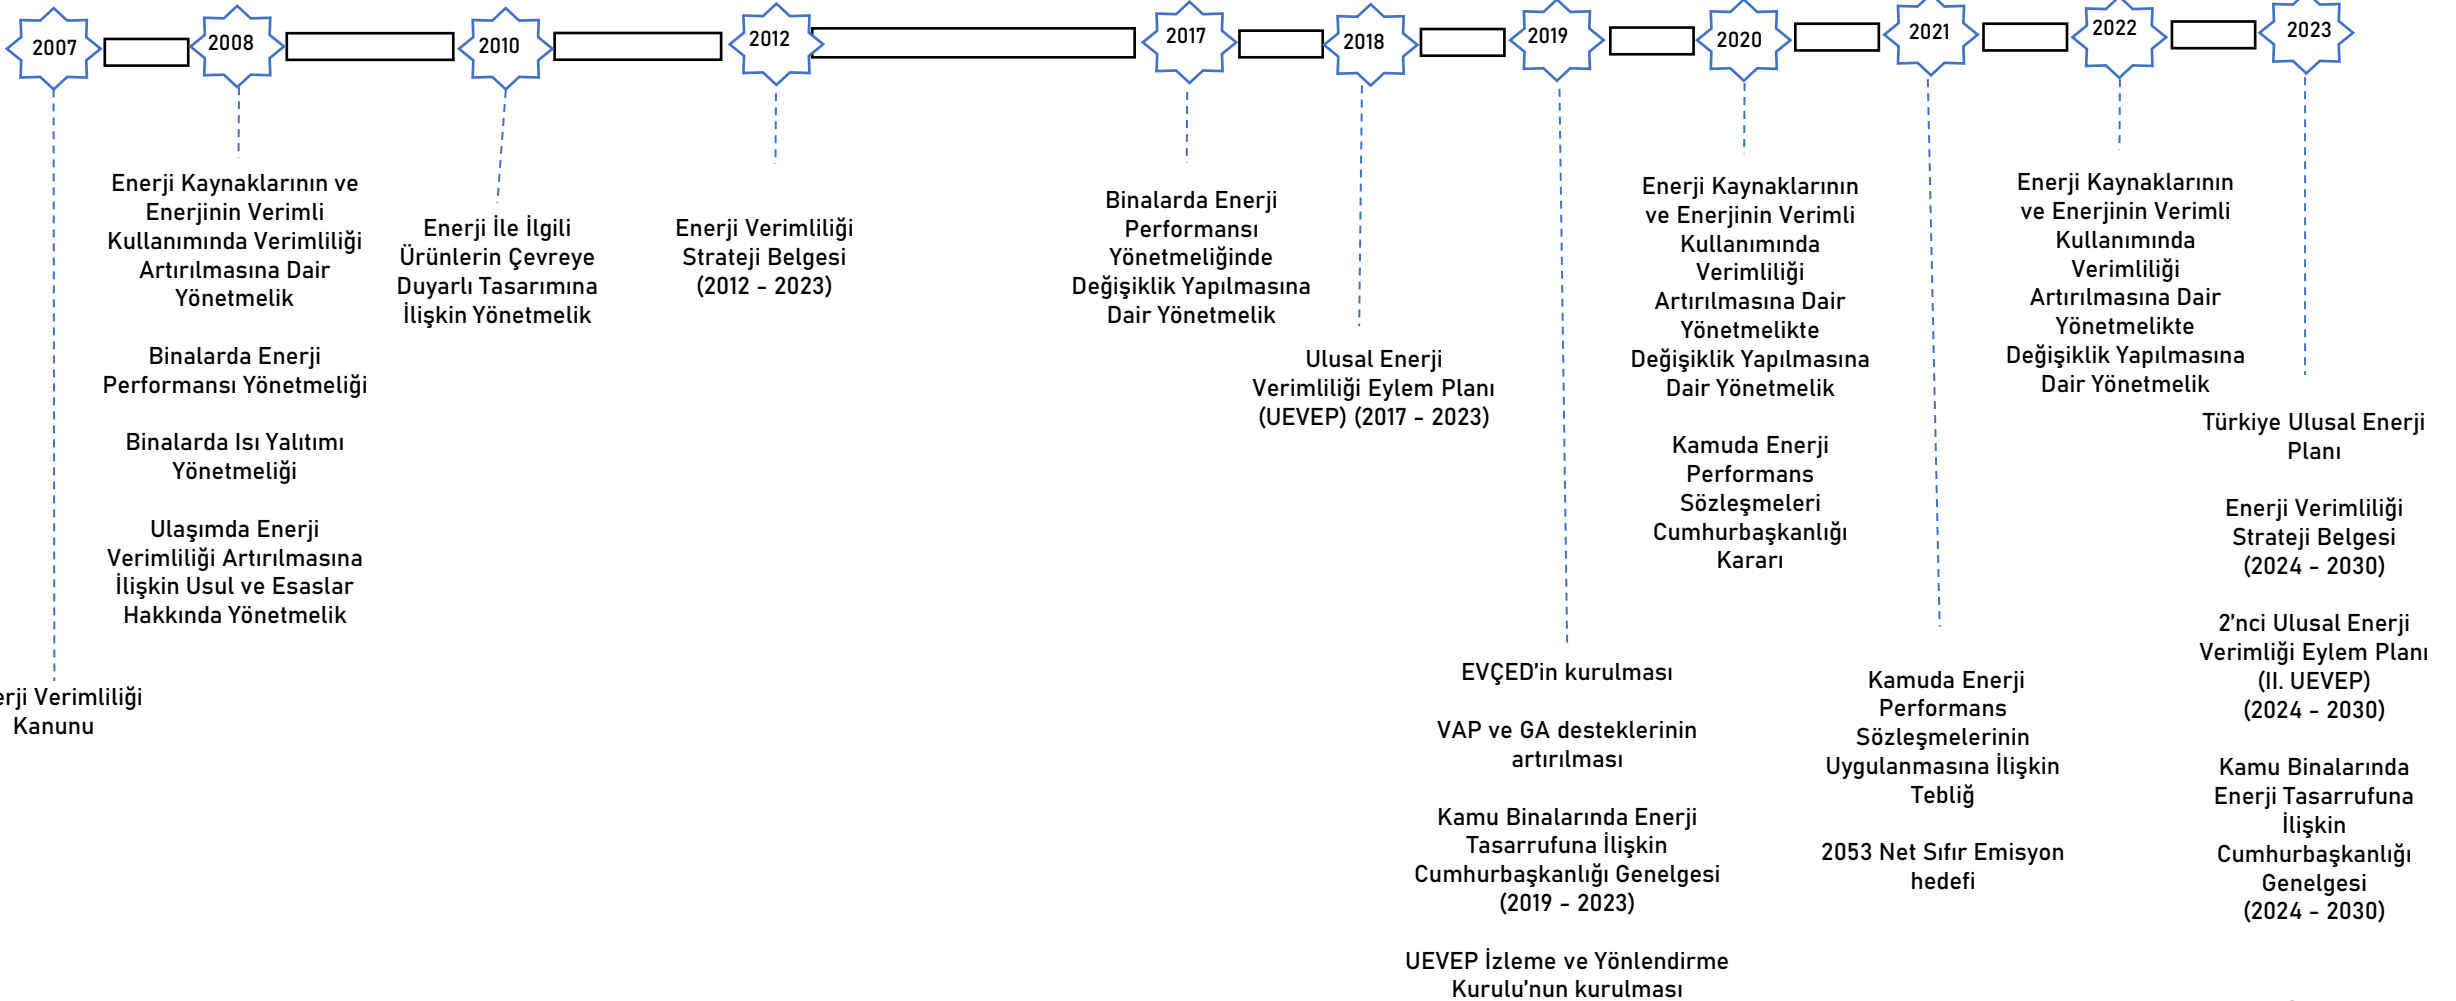 2007
2008
2010
2012
2017
2018
2019
2020
2021
2022
2023
erji Verimliliği
Kanunu
Enerji Kaynaklarının ve
Enerjinin Verimli
Kullanımında Verimliliği
Artırılmasına Dair
Yönetmelik
Binalarda Enerji
Performansı Yönetmeliği
Binalarda Isı Yalıtımı
Yönetmeliği
Ulaşımda Enerji
Verimliliği Artırılmasına
İlişkin Usul ve Esaslar
Hakkında Yönetmelik
Enerji İle İlgili
Ürünlerin Çevreye
Duyarlı Tasarımına
İlişkin Yönetmelik
Enerji Verimliliği
Strateji Belgesi
(2012 - 2023)
Binalarda Enerji
Performansı
Yönetmeliğinde
Değişiklik Yapılmasına
Dair Yönetmelik
Ulusal Enerji
Verimliliği Eylem Planı
(UEVEP) (2017 - 2023)
EVÇED’in kurulması
VAP ve GA desteklerinin
artırılması
Kamu Binalarında Enerji
Tasarrufuna İlişkin
Cumhurbaşkanlığı Genelgesi
(2019 - 2023)
UEVEP İzleme ve Yönlendirme
Kurulu’nun kurulması
Enerji Kaynaklarının
ve Enerjinin Verimli
Kullanımında
Verimliliği
Artırılmasına Dair
Yönetmelikte
Değişiklik Yapılmasına
Dair Yönetmelik
Kamuda Enerji
Performans
Sözleşmeleri
Cumhurbaşkanlığı
Kararı
Kamuda Enerji
Performans
Sözleşmelerinin
Uygulanmasına İlişkin
Tebliğ
2053 Net Sıfır Emisyon
hedefi
Enerji Kaynaklarının
ve Enerjinin Verimli
Kullanımında
Verimliliği
Artırılmasına Dair
Yönetmelikte
Değişiklik Yapılmasına
Dair Yönetmelik
Türkiye Ulusal Enerji
Planı
Enerji Verimliliği
Strateji Belgesi
(2024 - 2030)
2’nci Ulusal Enerji
Verimliği Eylem Planı
(II. UEVEP)
(2024 - 2030)
Kamu Binalarında
Enerji Tasarrufuna
İlişkin
Cumhurbaşkanlığı
Genelgesi
(2024 - 2030)